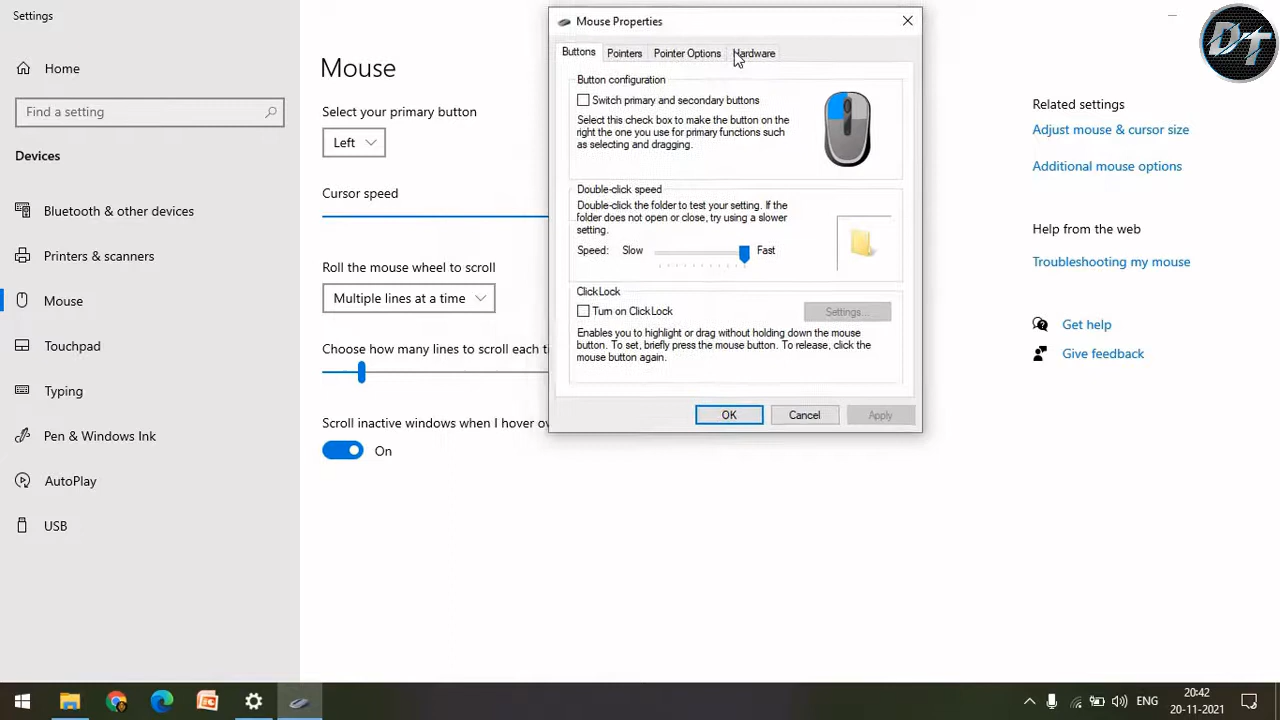 Settings
Home
Find a setting
Devices
Bluetooth & other devices
Printers & scanners
Mouse
Touchpad
Typing
Pen & Windows Ink
AutoPlay
USB
Mouse
Select your primary button
Left
Cursor speed
Roll the mouse wheel to scroll
Multiple lines at a time
Choose how many lines to scroll each ti
Scroll inactive windows when I hover ov
On
Mouse Properties
Buttons Pointers Pointer Options Hardware
Button configuration
Switch primary and secondary buttons
Select this check box to make the button on the
right the one you use for primary functions such
as selecting and dragging.
Double-click speed
Double-click the folder to test your setting. If the
folder does not open or close, try using a slower
setting.
Speed: Slow Fast
ClickLock
Turn on ClickLock
Settings...
Enables you to highlight or drag without holding down the mouse
button. To set, briefly press the mouse button. To release, click the
mouse button again.
OK Cancel Apply
DT
Related settings
Adjust mouse & cursor size
Additional mouse options
Help from the web
Troubleshooting my mouse
Get help
Give feedback
ENG
20:42
20-11-2021